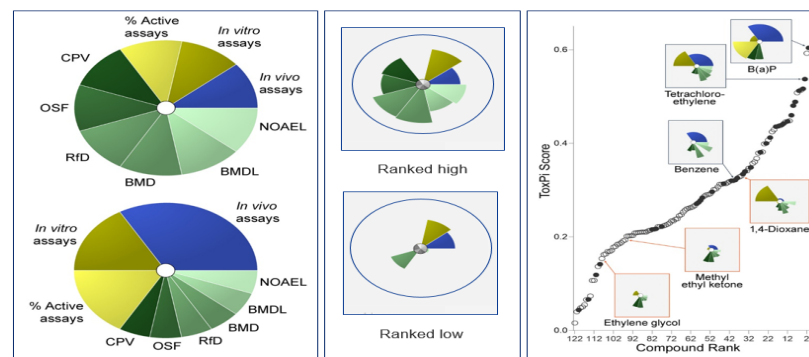 % Active
assays
In vitro
assays
CPV
In vivo
assays
OSF
NOAEL
RfD
BMDL
BMD
In vivo
assays
In vitro
assays
NOAEL
% Active
assays
BMDL
BMD
CPV
OSF
RfD
Ranked high
Ranked low
ToxPi Score
0.6
0.4
0.2
0.0
B(a)P
Tetrachloro-
ethylene
Benzene
1,4-Dioxane
Methyl
ethyl ketone
Ethylene glycol
122 112 102 92 82 72 62 52 42 32 22 12 2
Compound Rank